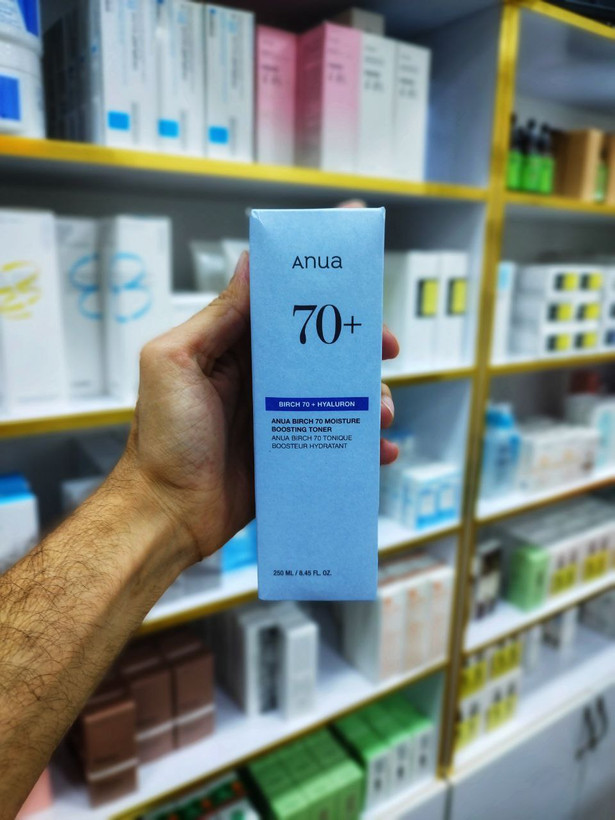 Anua
70+
BIRCH 70 + HYALURON
ANUA BIRCH 70 MOISTURE
BOOSTING TONER
ANUA BIRCH 70 TONIQUE
BOOSTEUR HYDRATANT
250 ML / 8.45 FL. OZ.